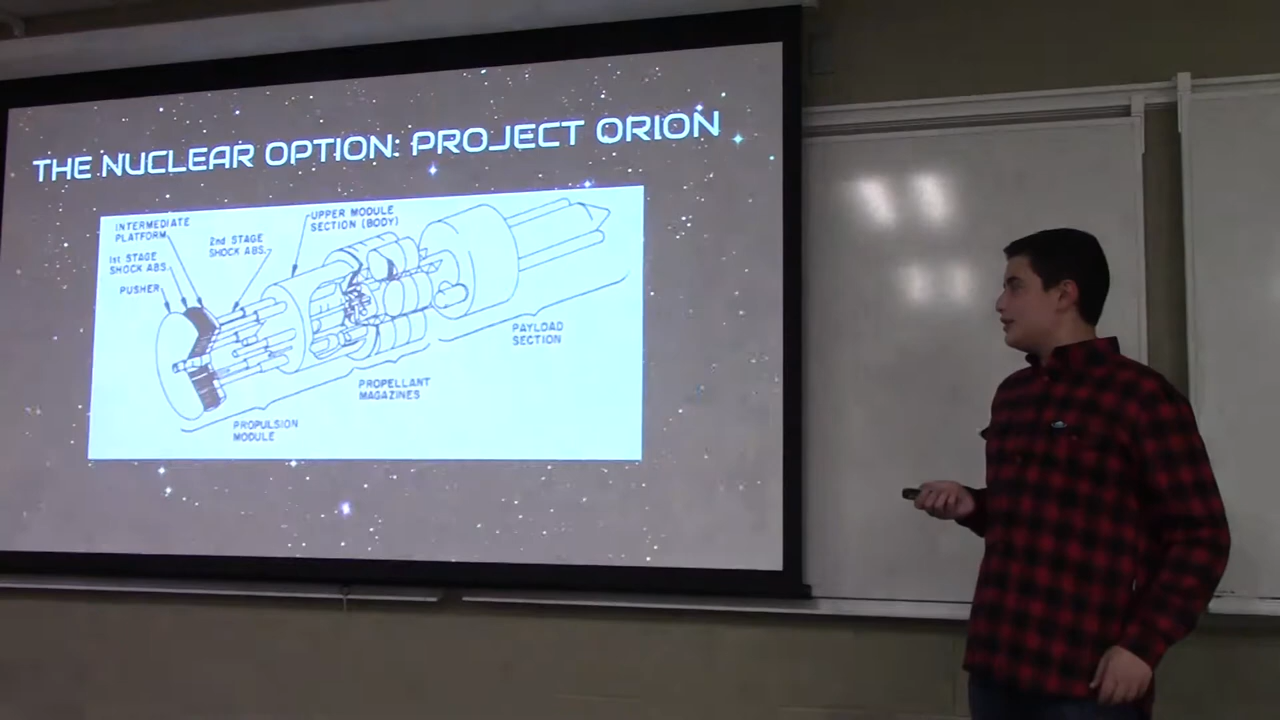 THE NUCLEAR OPTION: PROJECT ORION
INTERMEDIATE
PLATFORM
1st STAGE
SHOCK ABS.
PUSHER
2nd STAGE
SHOCK ABS.
UPPER MODULE
SECTION (BODY)
PAYLOAD
SECTION
PROPELLANT
MAGAZINES
PROPULSION
MODULE